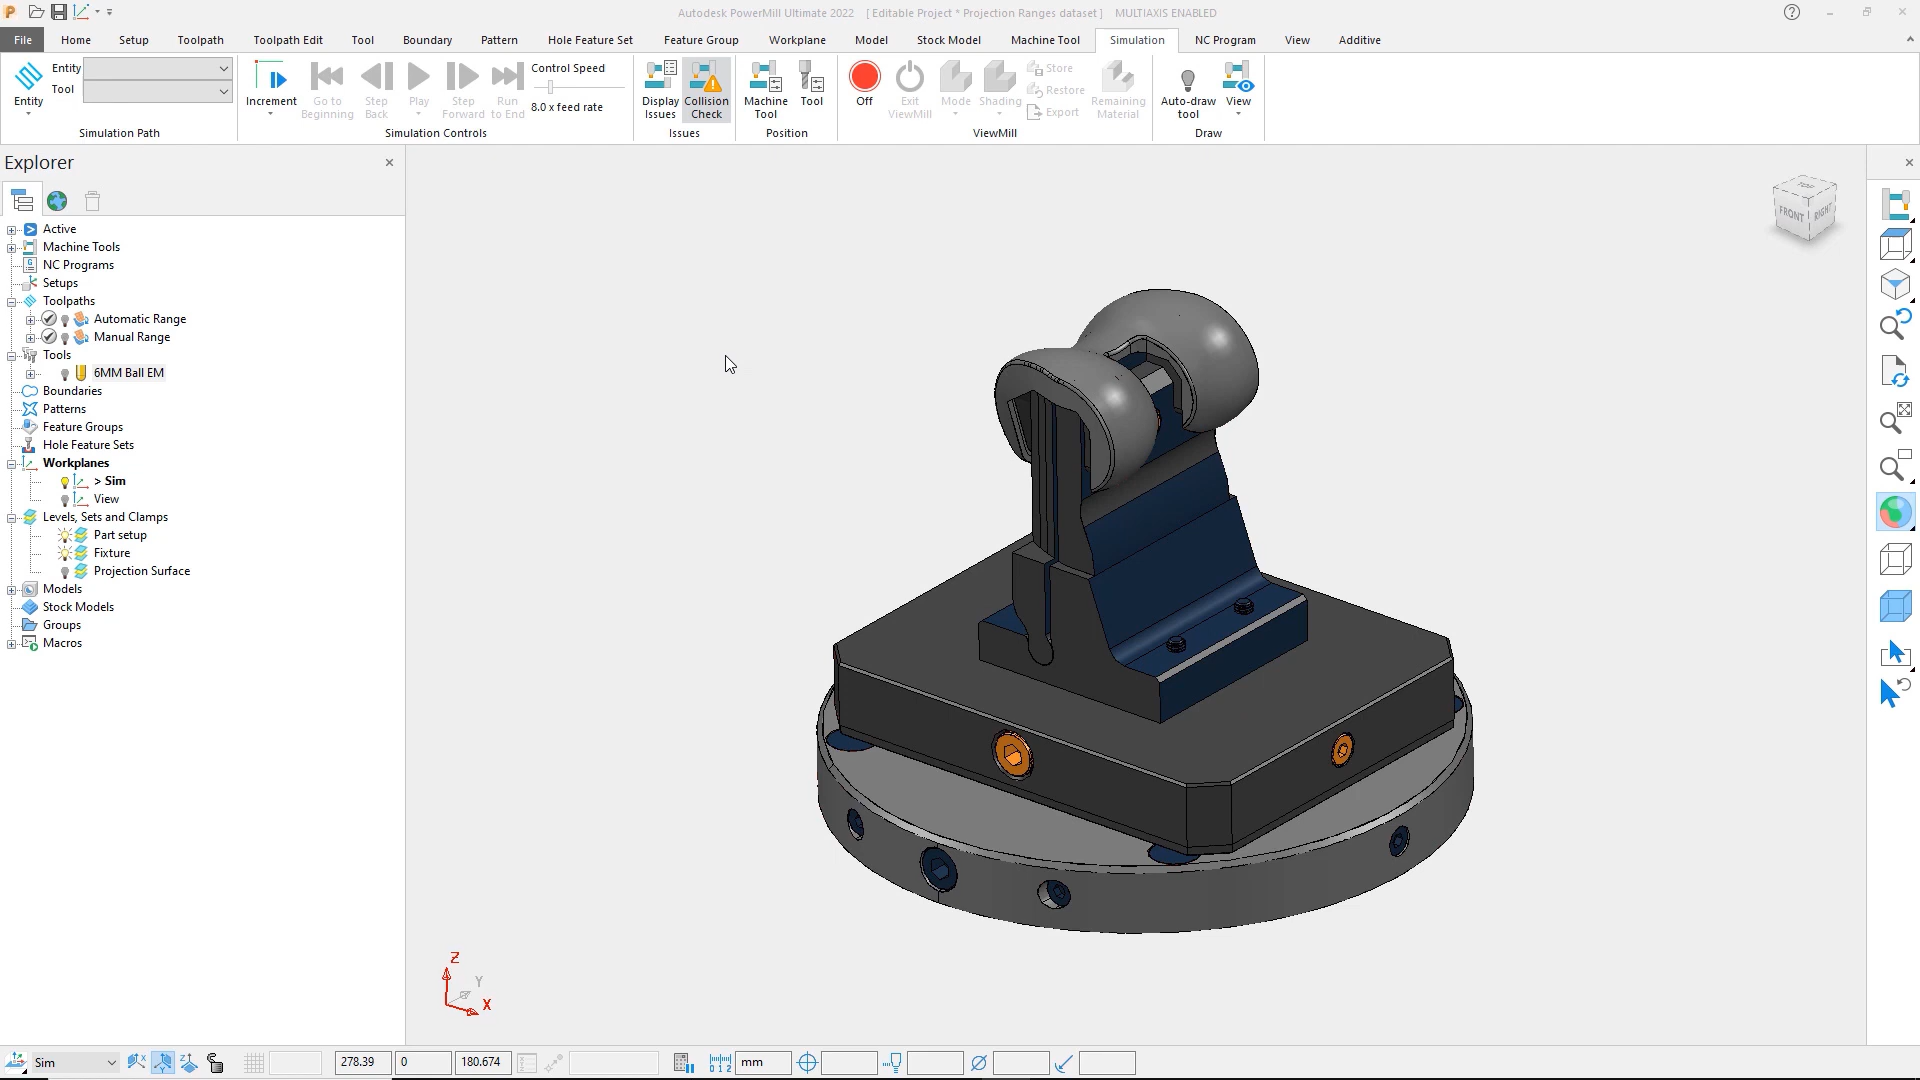 Autodesk PowerMill Ultimate 2022 [ Editable Project * Projection Ranges dataset ] MULTIAXIS ENABLED
File Home Setup Toolpath Toolpath Edit Tool Boundary Pattern Hole Feature Set Feature Group Workplane Model Stock Model Machine Tool Simulation NC Program View Additive
Entity
Entity
Tool
Simulation Path
Increment
Go to Beginning
Step Back
Play
Step Forward
Run to End
Control Speed
8.0 x feed rate
Simulation Controls
Display Issues
Collision Check
Issues
Machine Tool
Tool
Position
Off
Exit ViewMill
Mode
Shading
Store
Restore
Export
Remaining Material
ViewMill
Auto-draw tool
View
Draw
Explorer
Active
Machine Tools
NC Programs
Setups
Toolpaths
Automatic Range
Manual Range
Tools
6MM Ball EM
Boundaries
Patterns
Feature Groups
Hole Feature Sets
Workplanes
> Sim
View
Levels, Sets and Clamps
Part setup
Fixture
Projection Surface
Models
Stock Models
Groups
Macros
TOP
FRONT
RIGHT
Z
Y
X
Sim
278.39
0
180.674
mm